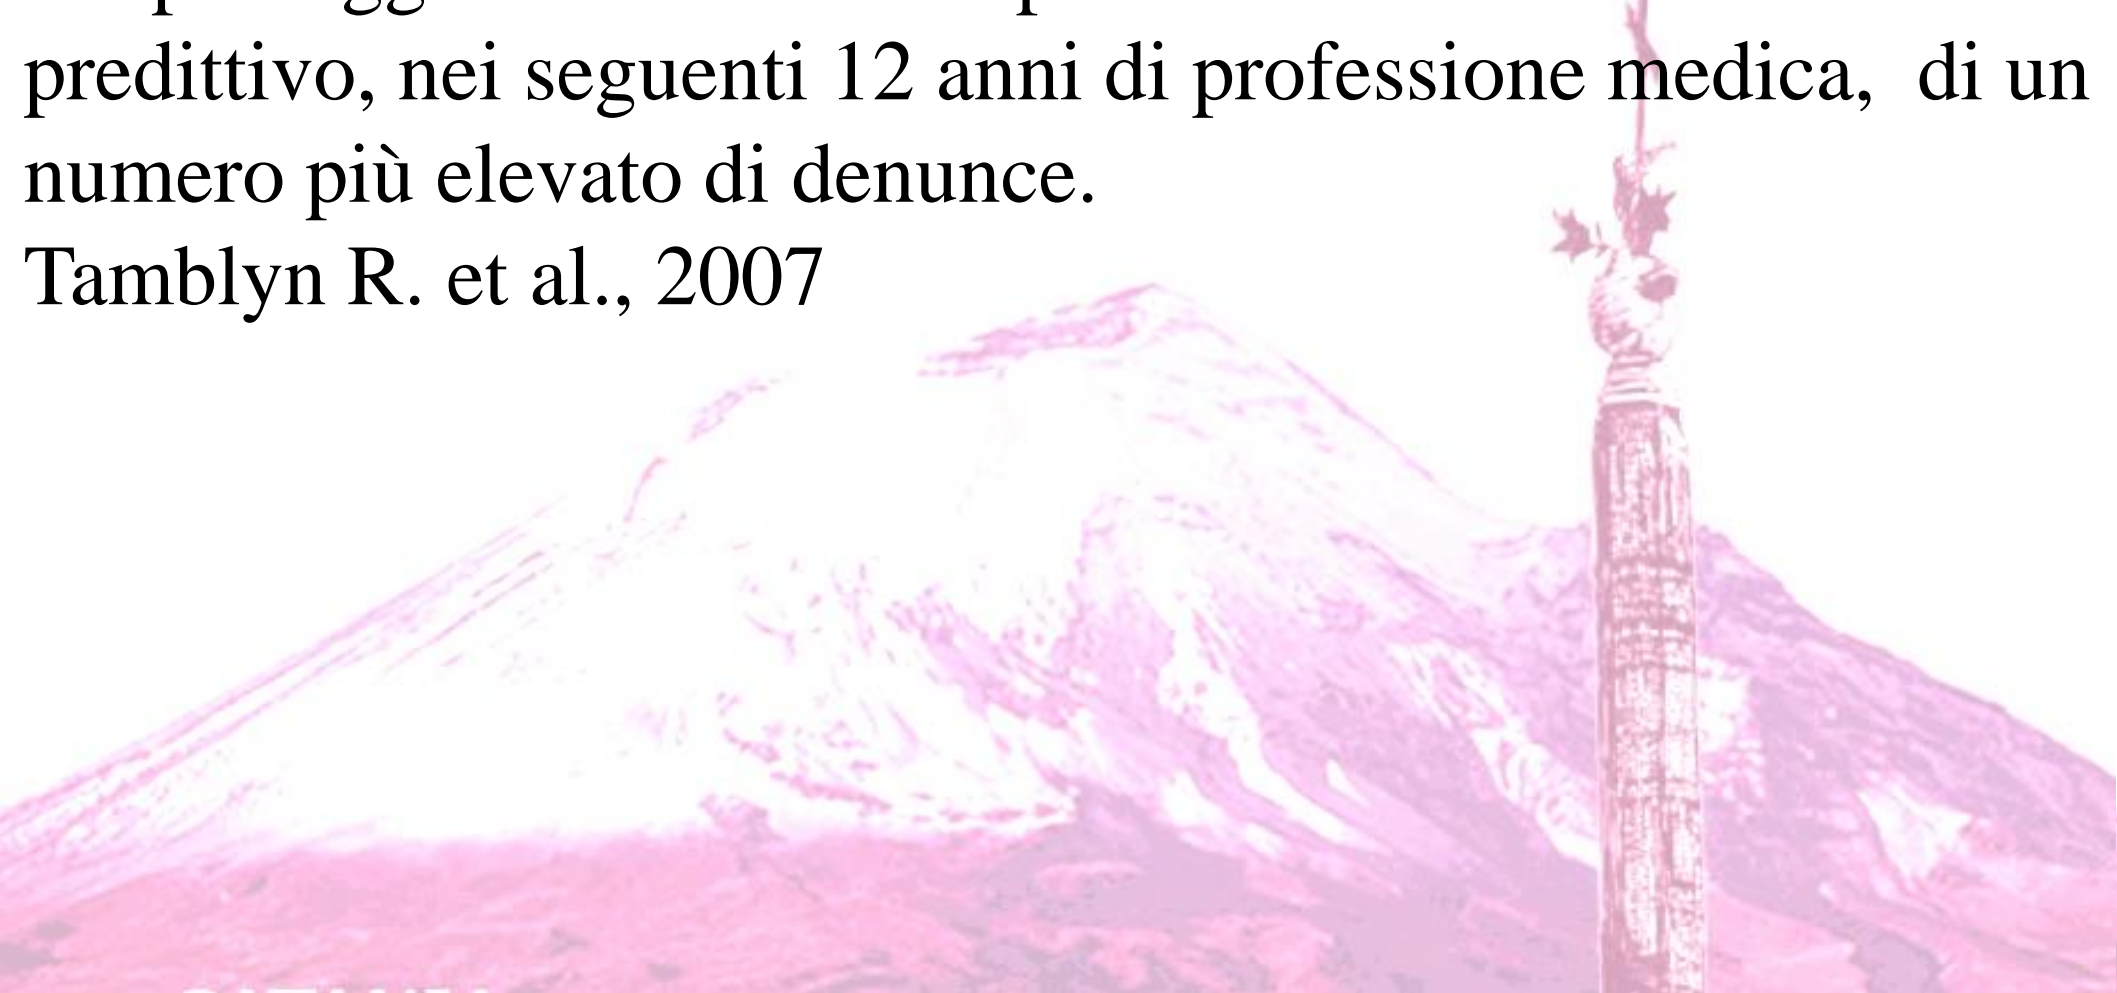 predittivo, nei seguenti 12 anni di professione medica,  di un
numero più elevato di denunce.
Tamblyn R. et al., 2007